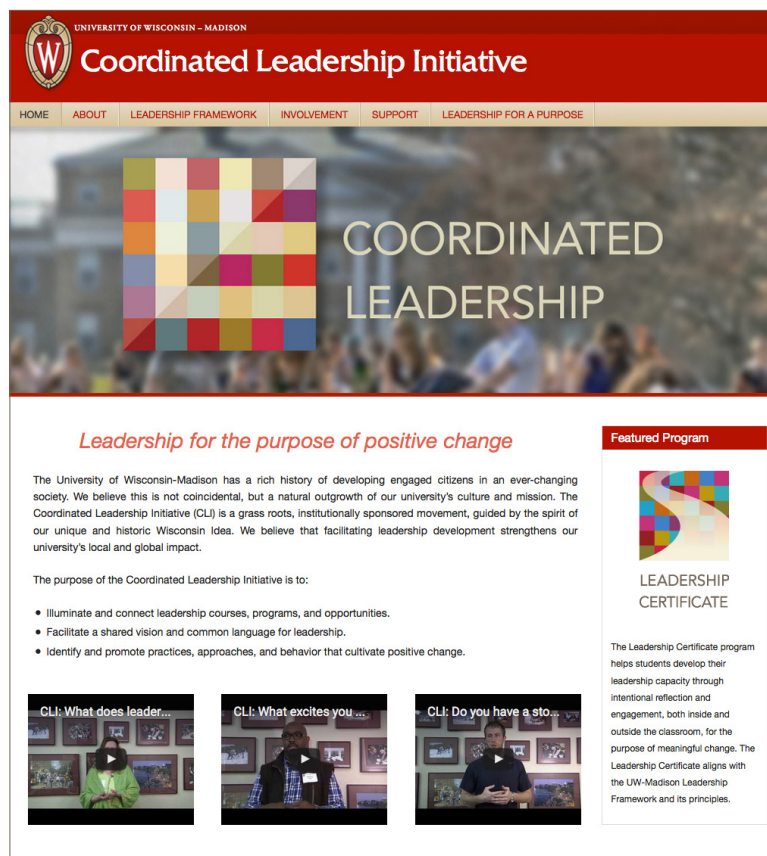 UNIVERSITY OF WISCONSIN – MADISON
W
Coordinated Leadership Initiative
HOME ABOUT LEADERSHIP FRAMEWORK INVOLVEMENT SUPPORT LEADERSHIP FOR A PURPOSE
COORDINATED
LEADERSHIP
Leadership for the purpose of positive change
The University of Wisconsin-Madison has a rich history of developing engaged citizens in an ever-changing
society. We believe this is not coincidental, but a natural outgrowth of our university's culture and mission. The
Coordinated Leadership Initiative (CLI) is a grass roots, institutionally sponsored movement, guided by the spirit of
our unique and historic Wisconsin Idea. We believe that facilitating leadership development strengthens our
university's local and global impact.
The purpose of the Coordinated Leadership Initiative is to:
• Illuminate and connect leadership courses, programs, and opportunities.
• Facilitate a shared vision and common language for leadership.
• Identify and promote practices, approaches, and behavior that cultivate positive change.
CLI: What does leader...
CLI: What excites you ...
CLI: Do you have a sto...
Featured Program
LEADERSHIP
CERTIFICATE
The Leadership Certificate program
helps students develop their
leadership capacity through
intentional reflection and
engagement, both inside and
outside the classroom, for the
purpose of meaningful change. The
Leadership Certificate aligns with
the UW-Madison Leadership
Framework and its principles.